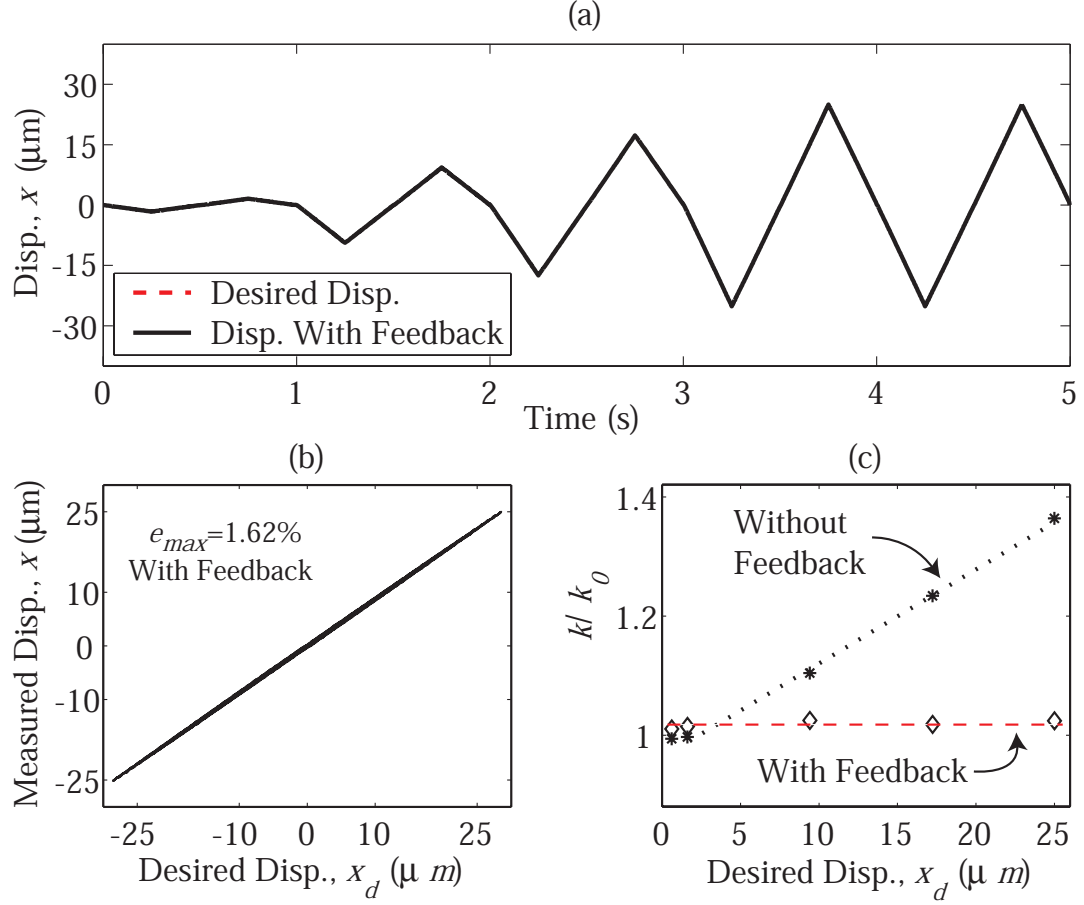 (a)
Disp., x (μm)
30
15
0
-15
-30
Desired Disp.
Disp. With Feedback
0 1 2 3 4 5
Time (s)
(b)
Measured Disp., x (μm)
25
10
0
-10
-25
e_max=1.62%
With Feedback
-25 -10 0 10 25
Desired Disp., x_d (μ m)
(c)
k/ k_0
1.4
1.2
1
Without
Feedback
With Feedback
0 5 10 15 20 25
Desired Disp., x_d (μ m)